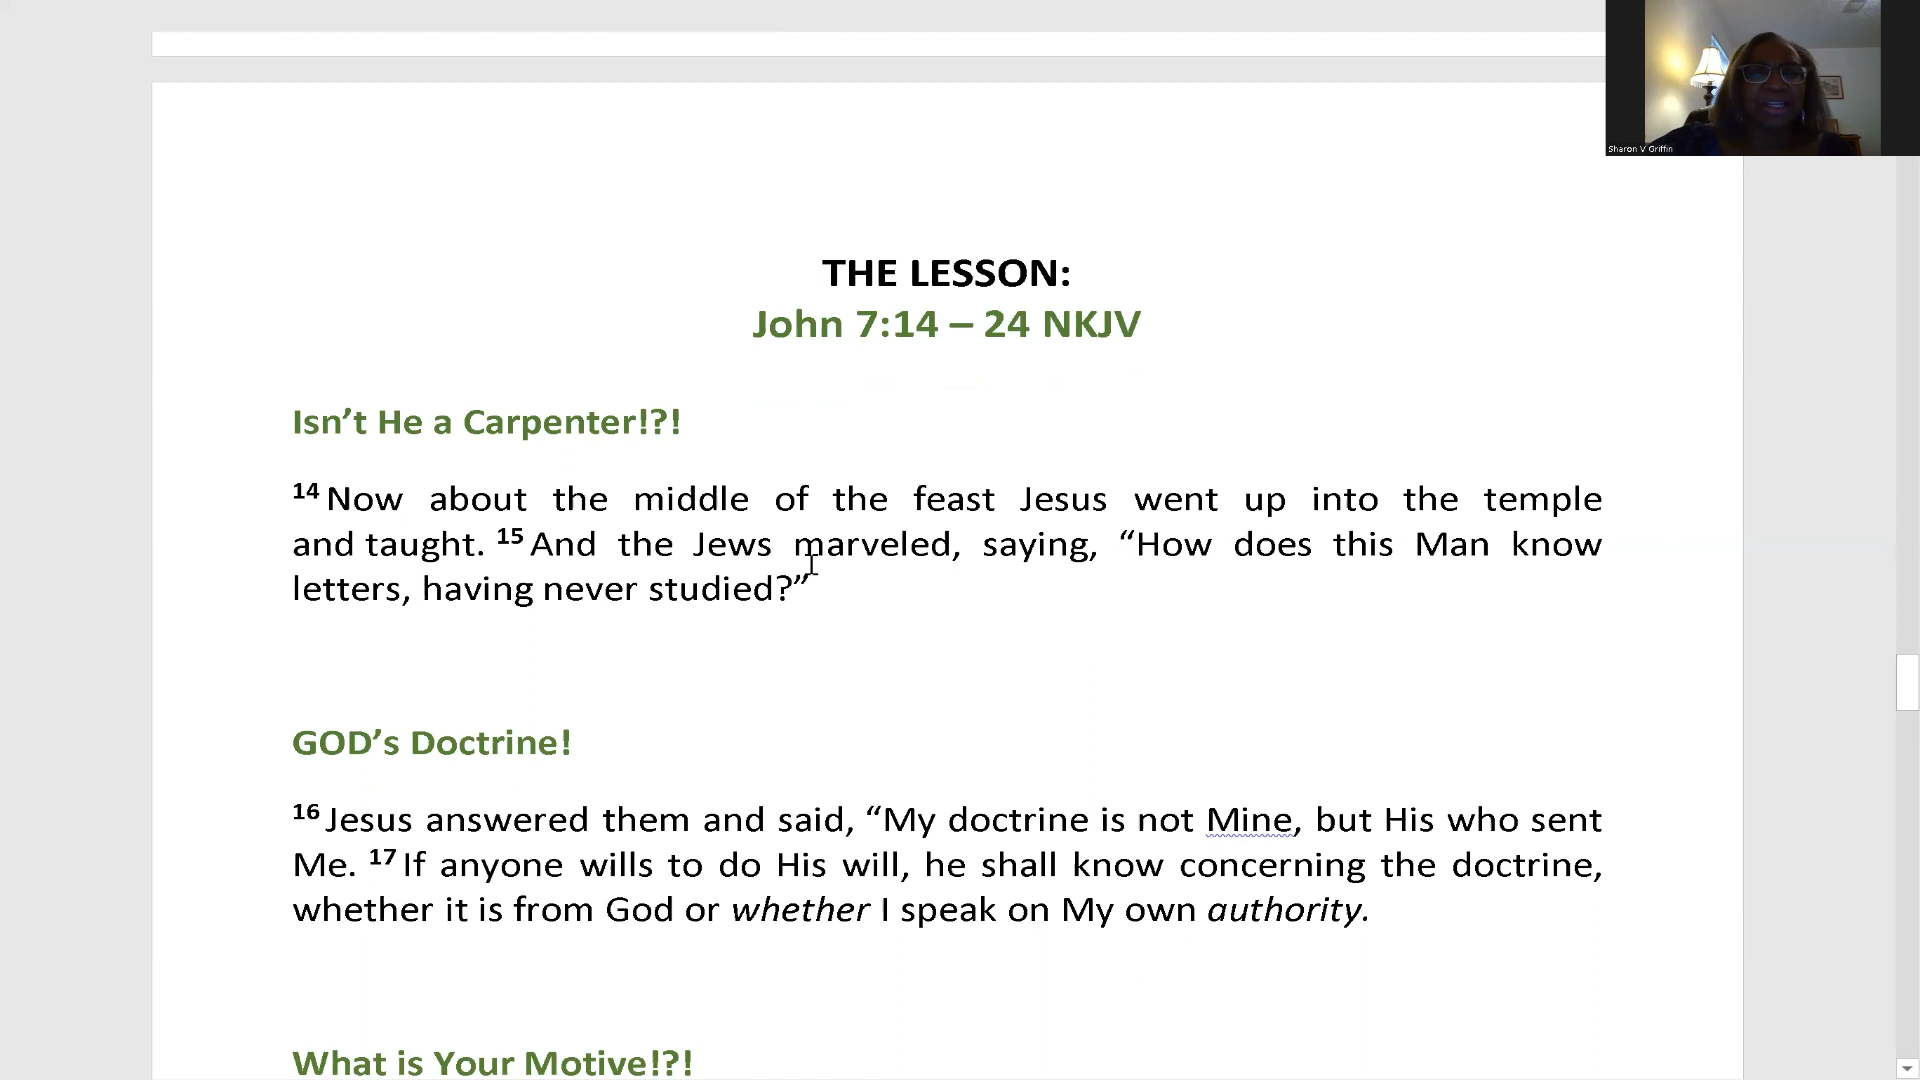 Sharon V Griffin
THE LESSON:
John 7:14 – 24 NKJV
Isn’t He a Carpenter!?!
14 Now about the middle of the feast Jesus went up into the temple
and taught. 15 And the Jews marveled, saying, “How does this Man know
letters, having never studied?”
GOD’s Doctrine!
16 Jesus answered them and said, “My doctrine is not Mine, but His who sent
Me. 17 If anyone wills to do His will, he shall know concerning the doctrine,
whether it is from God or whether I speak on My own authority.
What is Your Motive!?!